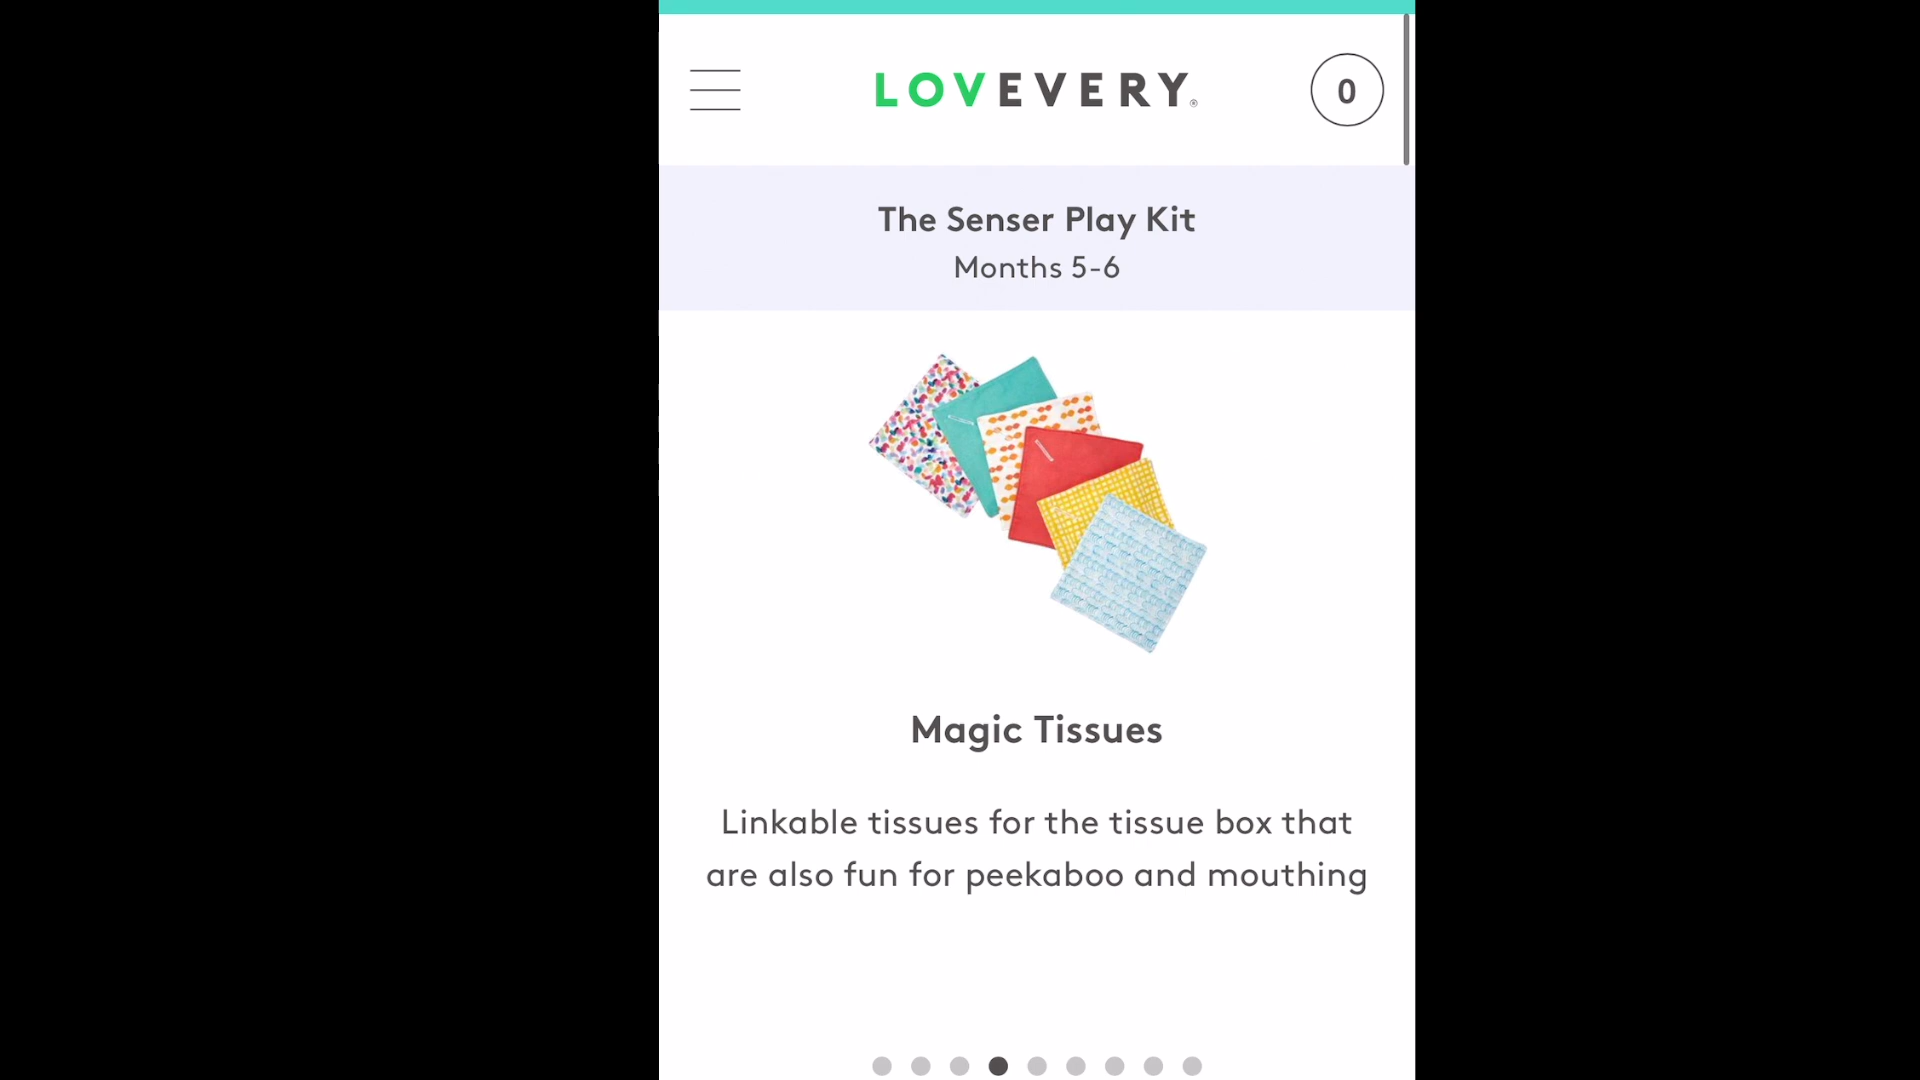 LOVEVERY®
0
The Senser Play Kit
Months 5-6
Magic Tissues
Linkable tissues for the tissue box that
are also fun for peekaboo and mouthing